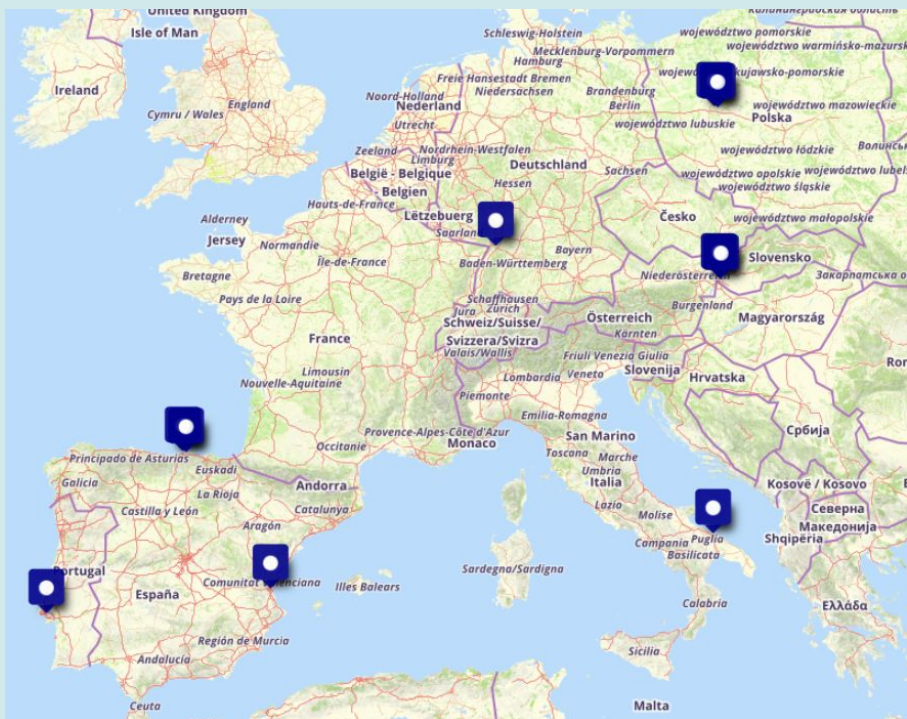 United Kingdom
Isle of Man
Schleswig-Holstein
województwo pomorskie
Mecklenburg-Vorpommern
województwo warmińsko-mazurs
Hamburg
Freie Hansestadt Bremen
kujawsko-pomorskie
Ireland
Noord-Holland
Niedersachsen
Brandenburg
Nederland
England
Berlin
województwo mazowieckie
Cymru / Wales
Utrecht
województwo lubuskie
Polska
Zeeland
Nordrhein-Westfalen
województwo łódzkie
Limburg
Deutschland
België - Belgique
- Belgien
Hessen
Sachsen
województwo opolskie
województwo śląskie
Hauts-de-France
Lëtzebuerg
Česko
województwo małopolskie
Alderney
Saarland
Jersey
Normandie
Île-de-France
Bayern
Slovensko
Baden-Württemberg
Bretagne
Niederösterreich
Pays de la Loire
Schaffhausen
Burgenland
Jura
Zürich
Schweiz/Suisse/
Svizzera/Svizra
Österreich
Magyarország
France
Kärnten
Valais/Wallis
Limousin
Friuli Venezia Giulia
Nouvelle-Aquitaine
Lombardia
Veneto
Slovenija
Hrvatska
Piemonte
Emilia-Romagna
Provence-Alpes-Côte d'Azur
Monaco
San Marino
Србија
Occitanie
Toscana
Marche
Principado de Asturias
Euskadi
Umbria
Italia
Galicia
Andorra
Kosovë / Kosovo
La Rioja
Lazio
Castilla y León
Catalunya
Molise
Северна
Македонија
Aragón
Puglia
Campania
Shqipëria
Basilicata
Portugal
Comunitat Valenciana
Illes Balears
Sardegna/Sardigna
España
Calabria
Ελλάδα
Región de Murcia
Sicilia
Andalucía
Ceuta
Malta